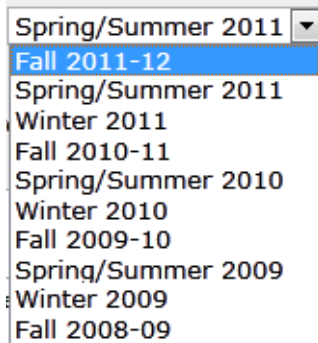 Spring/Summer 2011
Fall 2011-12
Spring/Summer 2011
Winter 2011
Fall 2010-11
Spring/Summer 2010
Winter 2010
Fall 2009-10
Spring/Summer 2009
Winter 2009
Fall 2008-09